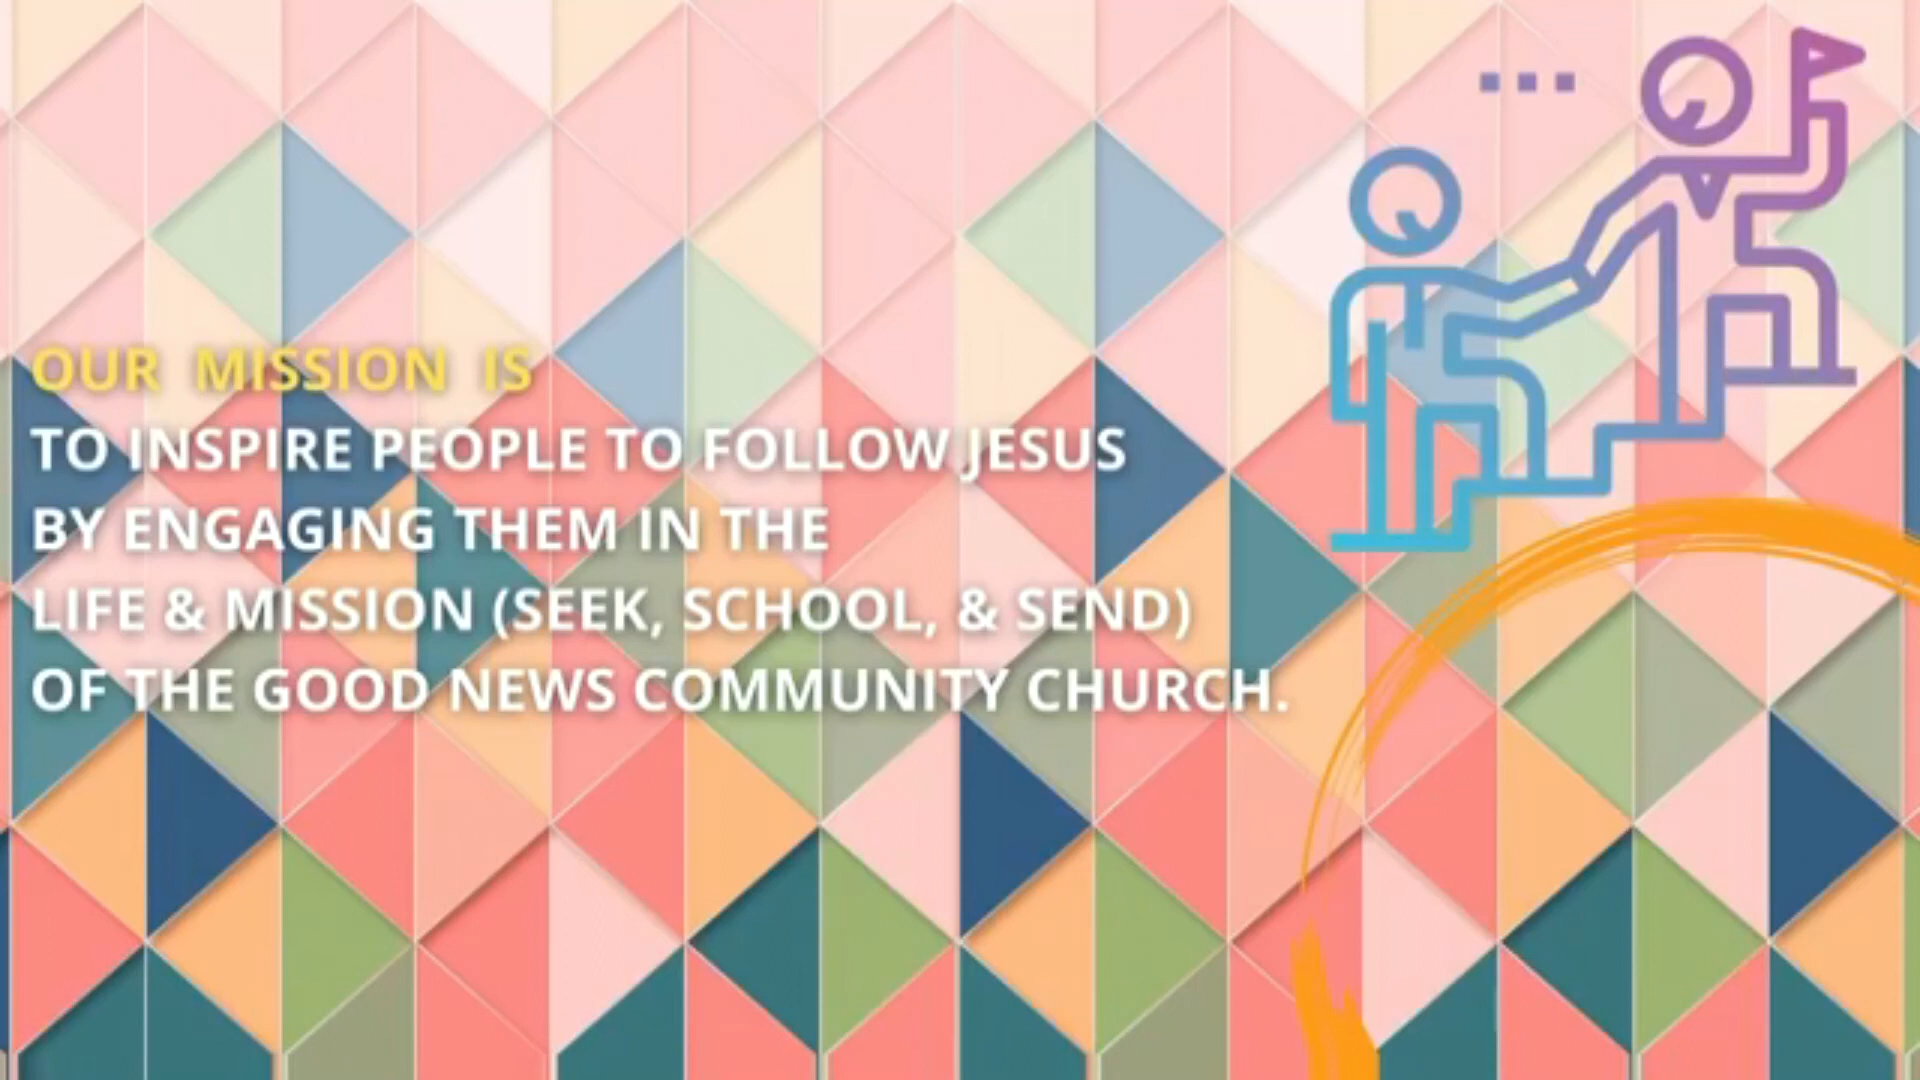 OUR MISSION IS
TO INSPIRE PEOPLE TO FOLLOW JESUS
BY ENGAGING THEM IN THE
LIFE & MISSION (SEEK, SCHOOL, & SEND)
OF THE GOOD NEWS COMMUNITY CHURCH.